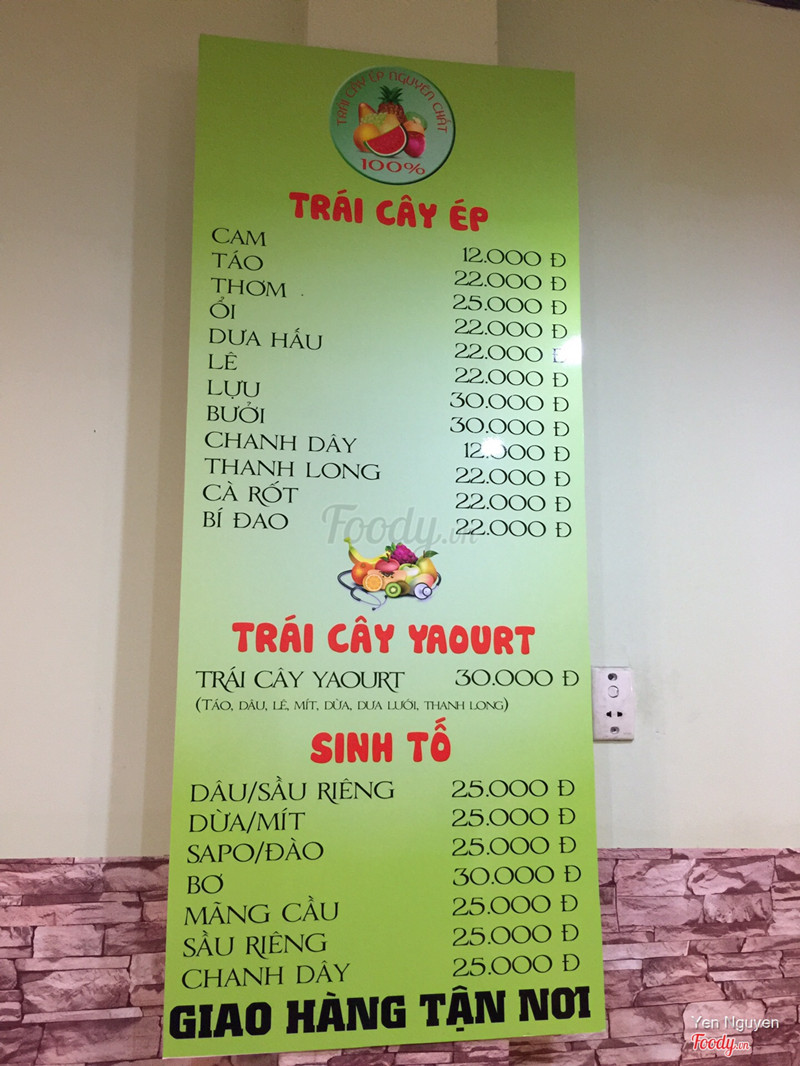 TRÁI CÂY ÉP NGUYÊN CHẤT
100%
TRÁI CÂY ÉP
CAM 12.000 Đ
TÁO 22.000 Đ
THƠM 25.000 Đ
ỔI 22.000 Đ
DƯA HẤU 22.000 Đ
LÊ 22.000 Đ
LỰU 30.000 Đ
BƯỞI 30.000 Đ
CHANH DÂY 12.000 Đ
THANH LONG 22.000 Đ
CÀ RỐT 22.000 Đ
BÍ ĐAO 22.000 Đ
Foody.vn
TRÁI CÂY YAOURT
TRÁI CÂY YAOURT 30.000 Đ
(TÁO, DÂU, LÊ, MÍT, DỪA, DƯA LƯỚI, THANH LONG)
SINH TỐ
DÂU/SẦU RIÊNG 25.000 Đ
DỪA/MÍT 25.000 Đ
SAPO/ĐÀO 25.000 Đ
BƠ 30.000 Đ
MÃNG CẦU 25.000 Đ
SẦU RIÊNG 25.000 Đ
CHANH DÂY 25.000 Đ
GIAO HÀNG TẬN NƠI
Yen Nguyen
Foody.vn